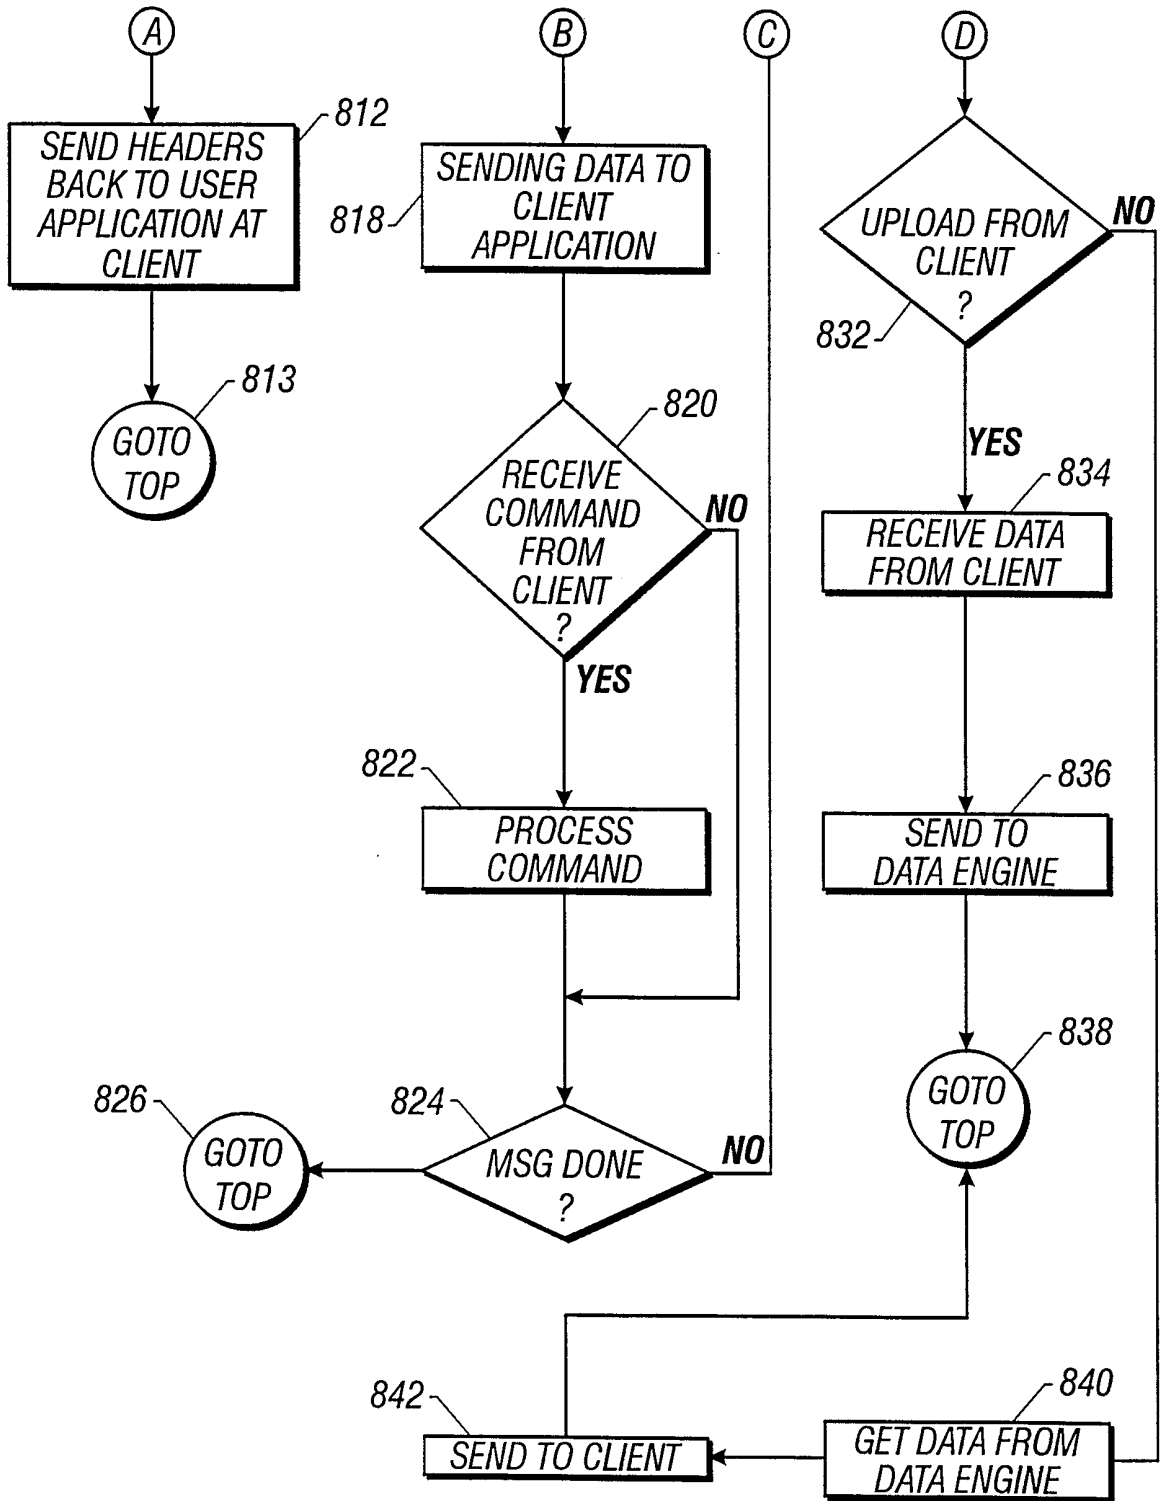 A
812
SEND HEADERS
BACK TO USER
APPLICATION AT
CLIENT
813
GOTO
TOP
B
SENDING DATA TO
CLIENT
APPLICATION
818
820
RECEIVE
COMMAND
FROM
CLIENT
?
NO
YES
822
PROCESS
COMMAND
824
MSG DONE
?
NO
826
GOTO
TOP
C
D
UPLOAD FROM
CLIENT
?
NO
832
YES
834
RECEIVE DATA
FROM CLIENT
836
SEND TO
DATA ENGINE
838
GOTO
TOP
840
GET DATA FROM
DATA ENGINE
842
SEND TO CLIENT